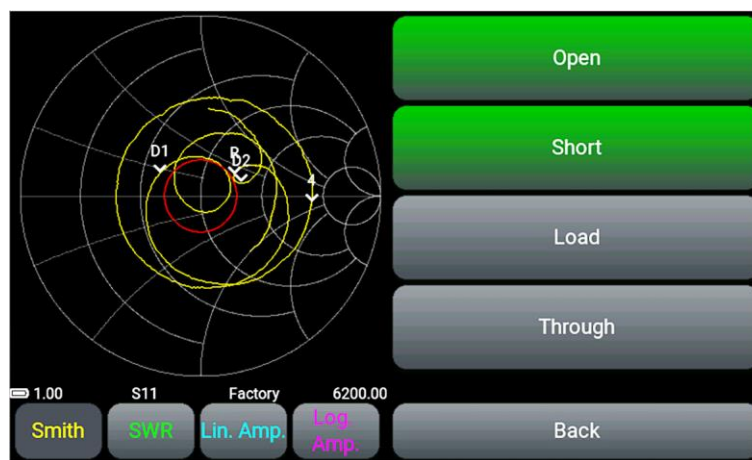 Open
D1
R
D2
4
Short
Load
Through
1.00 S11 Factory 6200.00
Smith SWR Lin. Amp. Log. Amp. Back